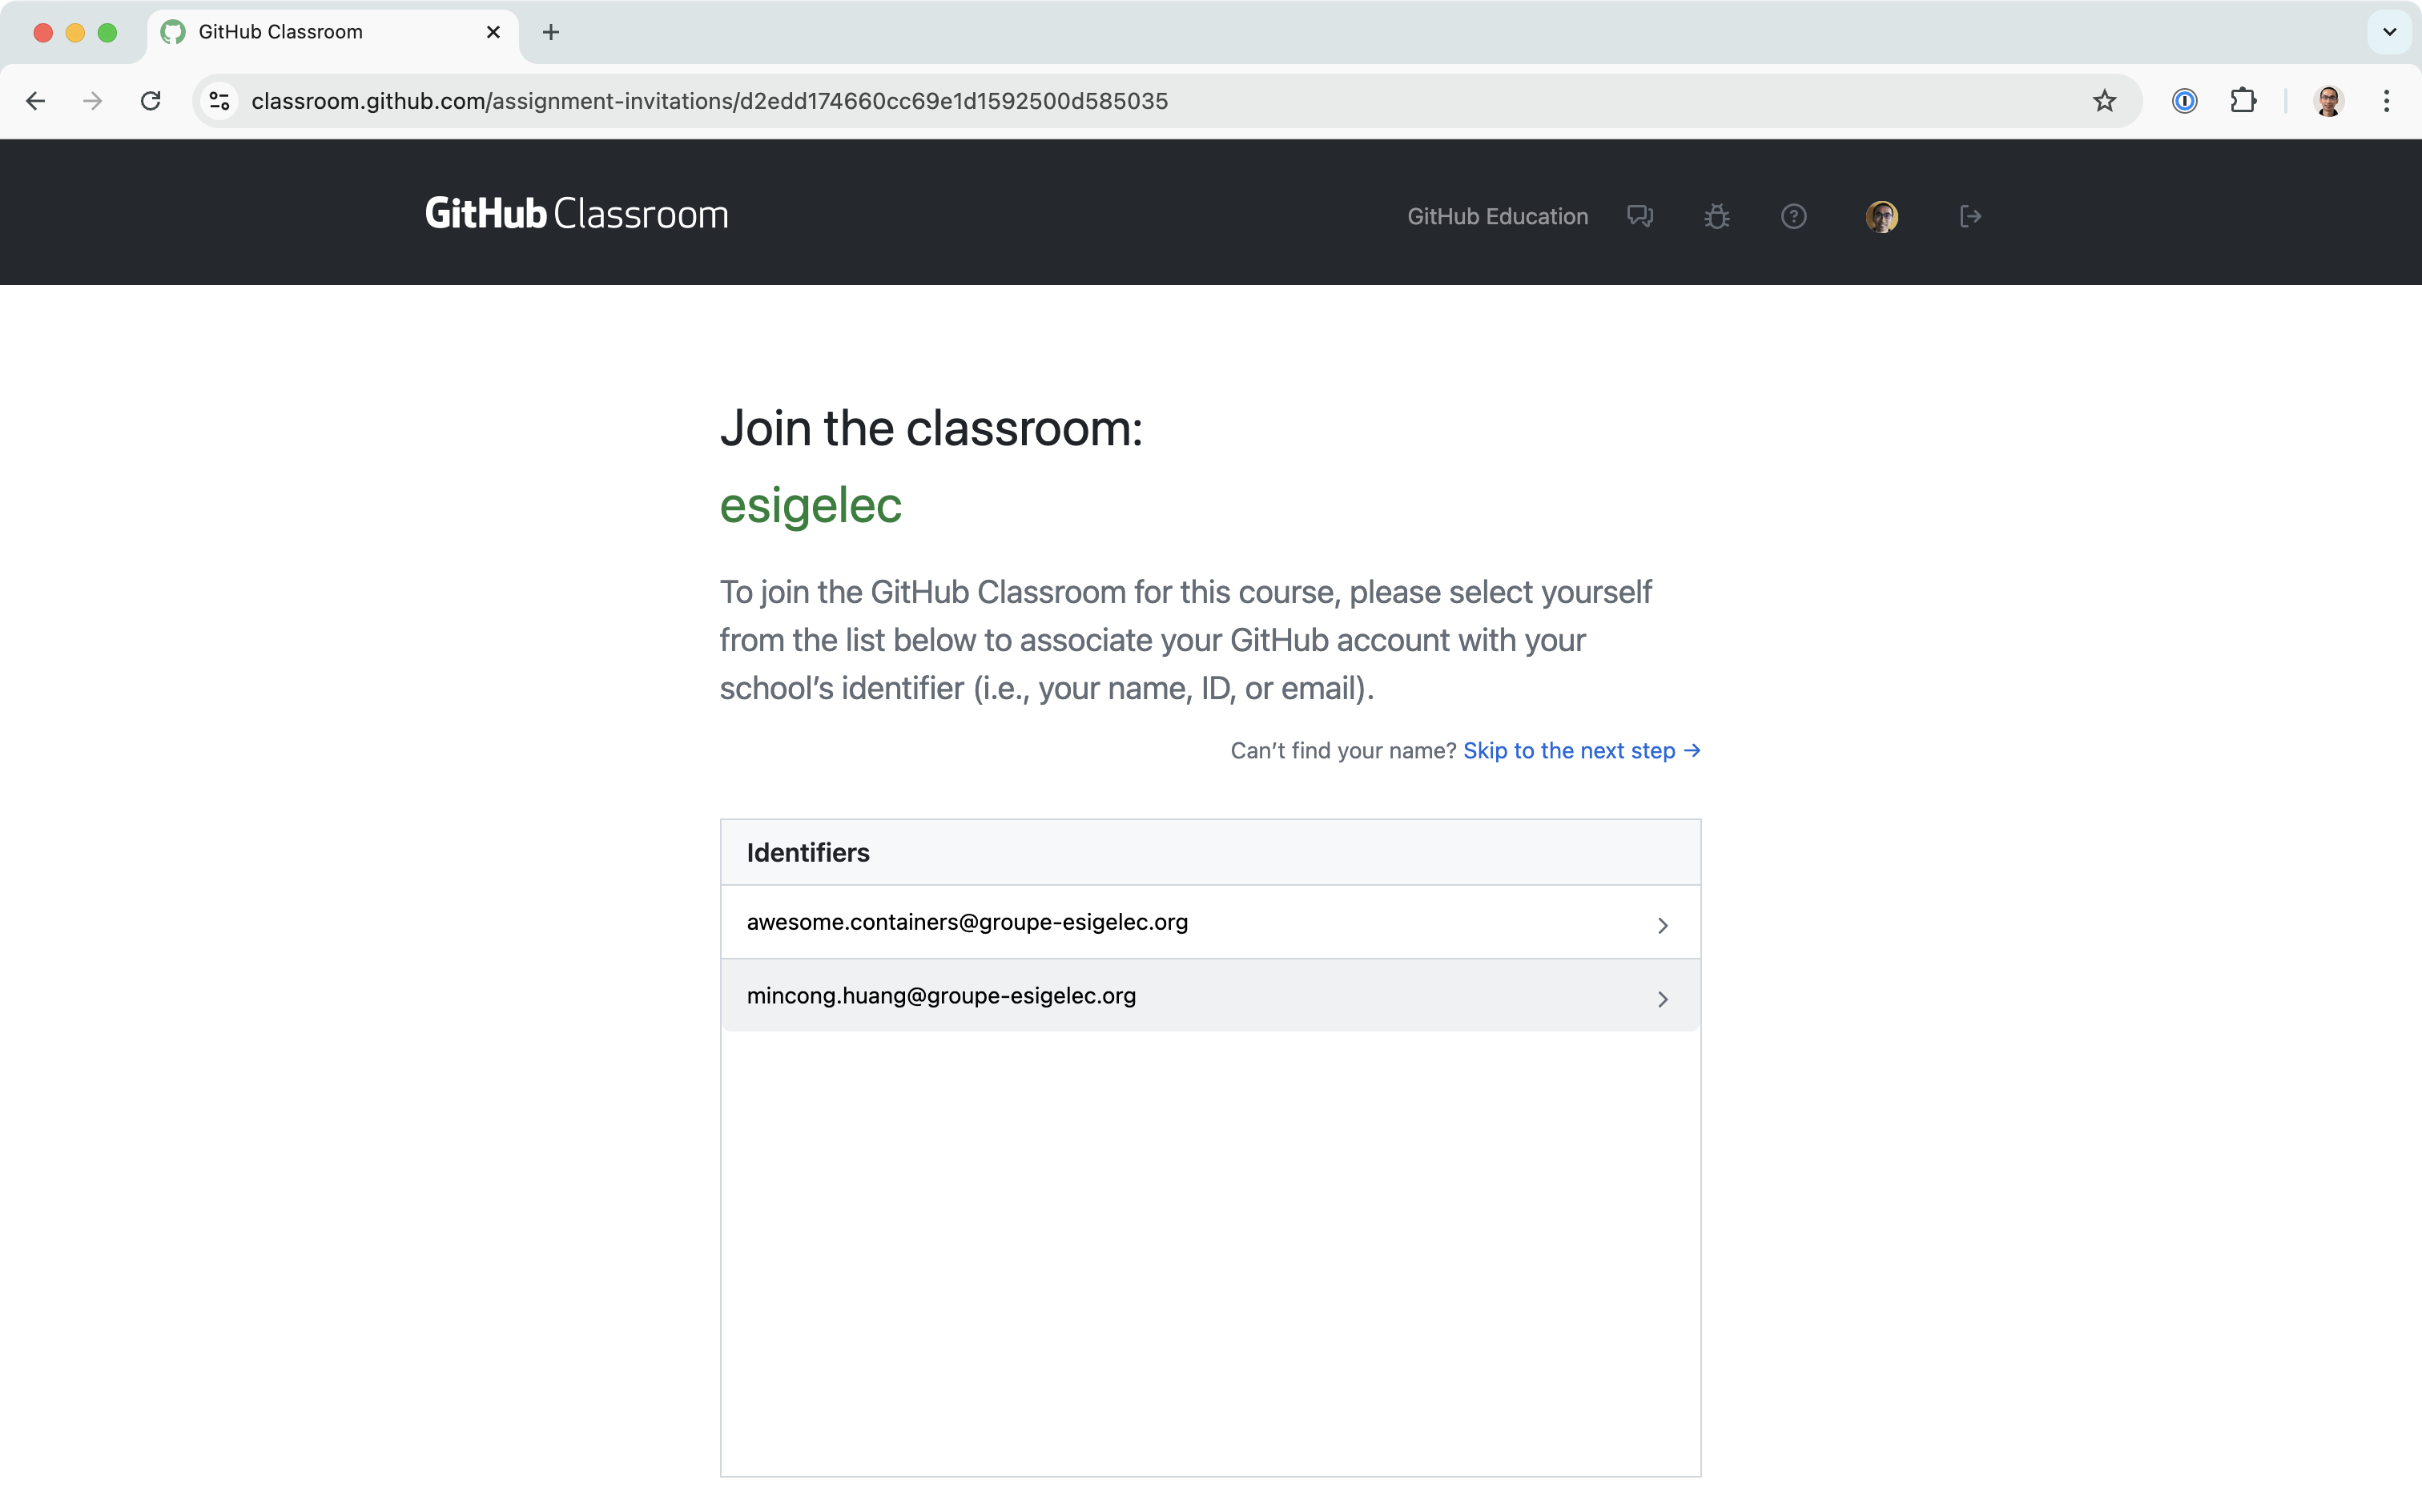 GitHub Classroom
classroom.github.com/assignment-invitations/d2edd174660cc69e1d1592500d585035
GitHub Classroom
GitHub Education
Join the classroom:
esigelec
To join the GitHub Classroom for this course, please select yourself
from the list below to associate your GitHub account with your
school’s identifier (i.e., your name, ID, or email).
Can’t find your name? Skip to the next step →
Identifiers
awesome.containers@groupe-esigelec.org
mincong.huang@groupe-esigelec.org